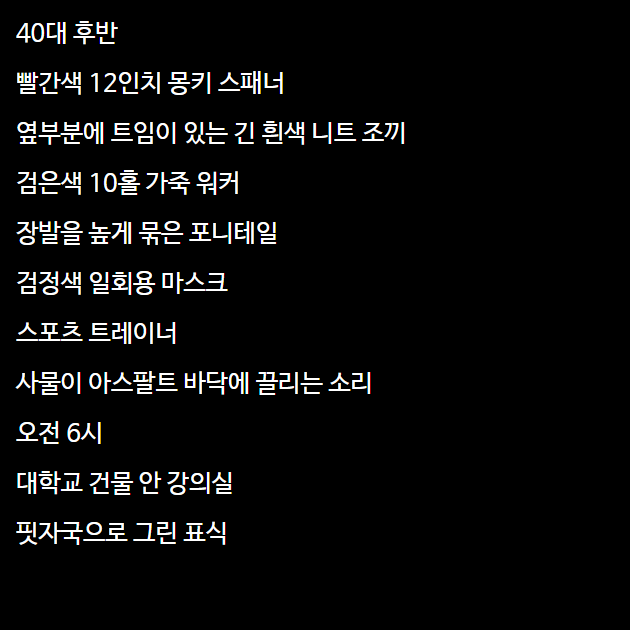 40대 후반
빨간색 12인치 몽키 스패너
옆부분에 트임이 있는 긴 흰색 니트 조끼
검은색 10홀 가죽 워커
장발을 높게 묶은 포니테일
검정색 일회용 마스크
스포츠 트레이너
사물이 아스팔트 바닥에 끌리는 소리
오전 6시
대학교 건물 안 강의실
핏자국으로 그린 표식